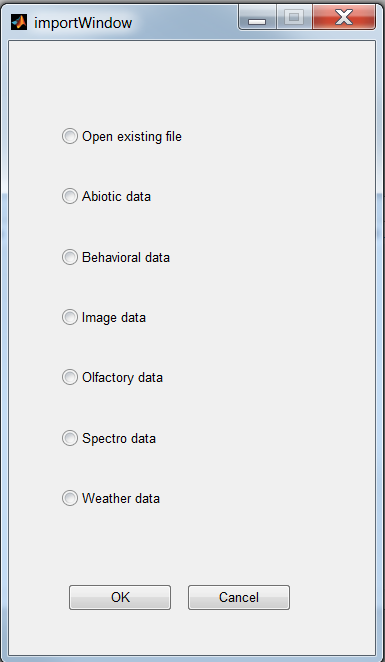 importWindow
Open existing file
Abiotic data
Behavioral data
Image data
Olfactory data
Spectro data
Weather data
OK Cancel